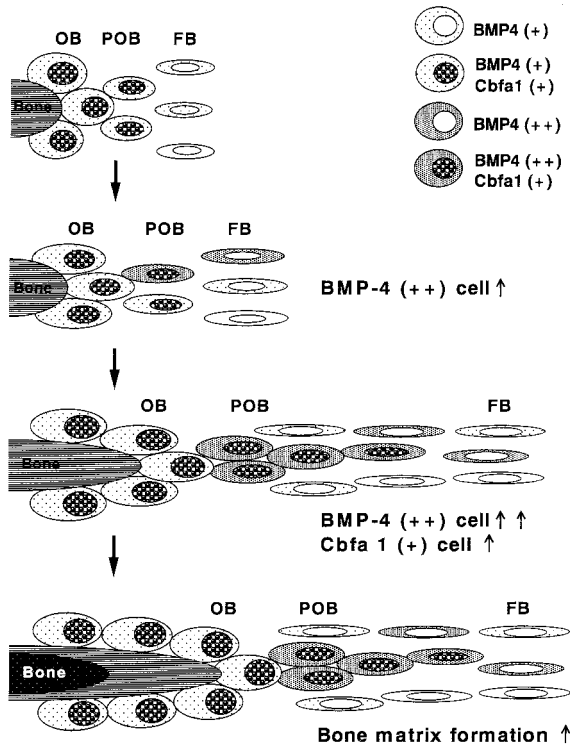 OB POB FB
BMP4 (+)
BMP4 (+)
Cbfa1 (+)
BMP4 (++)
BMP4 (++)
Cbfa1 (+)
Bone
OB POB FB
Bone
BMP-4 (++) cell ↑
OB POB FB
Bone
BMP-4 (++) cell ↑ ↑
Cbfa 1 (+) cell ↑
OB POB FB
Bone
Bone matrix formation ↑